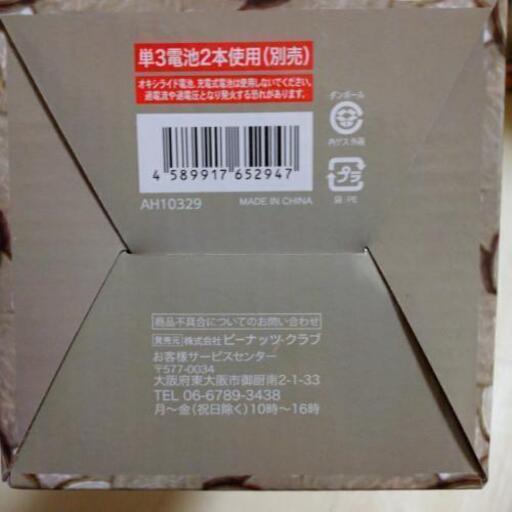 単3電池2本使用(別売)
オキシライド電池、充電式電池は使用しないでください。
過電流や過電圧となり発火する恐れがあります。
4 589917 652947
AH10329 MADE IN CHINA
ダンボール
内ゲス・外函
プラ
袋:PE
商品不具合についてのお問い合わせ
発売元 株式会社 ピーナッツ・クラブ
お客様サービスセンター
〒577-0034
大阪府東大阪市御厨南2-1-33
TEL 06-6789-3438
月〜金(祝日除く)10時〜16時